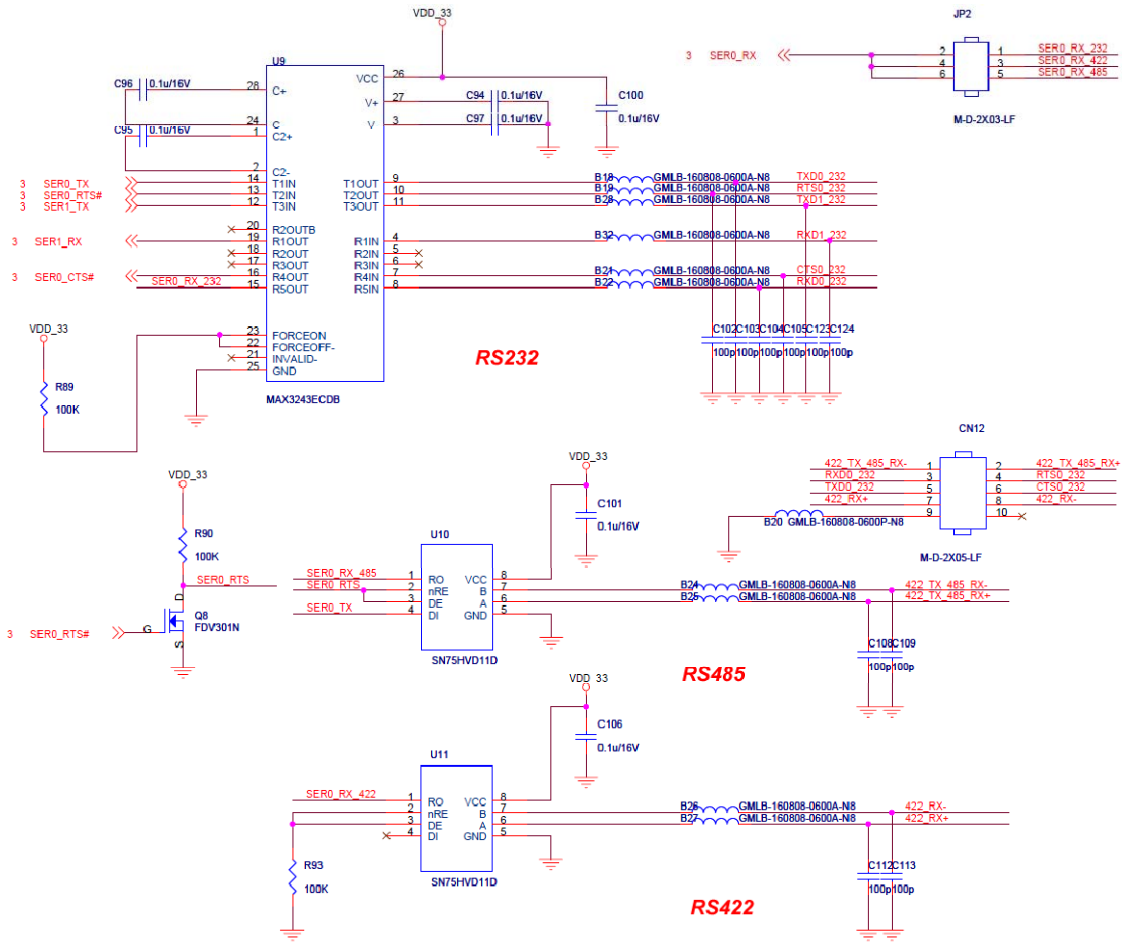 VDD_33
JP2
3 SER0_RX
2 1 SER0_RX_232
4 3 SER0_RX_422
6 5 SER0_RX_485
M-D-2X03-LF
U9
C96 0.1u/16V 28 C+
VCC 26
V+ 27 C94 0.1u/16V
C100
0.1u/16V
24 C
V 3 C97 0.1u/16V
C95 0.1u/16V 1 C2+
2 C2-
3 SER0_TX 14 T1IN T1OUT 9 B18 GMLB-160808-0600A-N8 TXD0_232
3 SER0_RTS# 13 T2IN T2OUT 10 B19 GMLB-160808-0600A-N8 RTS0_232
3 SER1_TX 12 T3IN T3OUT 11 B28 GMLB-160808-0600A-N8 TXD1_232
20 R2OUTB
3 SER1_RX 19 R1OUT R1IN 4 B32 GMLB-160808-0600A-N8 RXD1_232
18 R2OUT R2IN 5
17 R3OUT R3IN 6
3 SER0_CTS# 16 R4OUT R4IN 7 B21 GMLB-160808-0600A-N8 CTS0_232
SER0_RX_232 15 R5OUT R5IN 8 B22 GMLB-160808-0600A-N8 RXD0_232
VDD_33
23 FORCEON
22 FORCEOFF-
21 INVALID-
25 GND
C102 C103 C104 C105 C123 C124
100p 100p 100p 100p 100p 100p
RS232
R89
100K
MAX3243ECDB
CN12
422_TX_485_RX- 1 2 422_TX_485_RX+
RXD0_232 3 4 RTS0_232
TXD0_232 5 6 CTS0_232
422_RX+ 7 8 422_RX-
9 10
B20 GMLB-160808-0600P-N8
M-D-2X05-LF
VDD_33
R90
100K
SER0_RTS
D
Q8
FDV301N
3 SER0_RTS# G
S
VDD_33
C101
0.1u/16V
U10
SER0_RX_485 1 RO VCC 8
SER0_RTS 2 nRE B 7 B24 GMLB-160808-0600A-N8 422_TX_485_RX-
3 DE A 6 B25 GMLB-160808-0600A-N8 422_TX_485_RX+
SER0_TX 4 DI GND 5
SN75HVD11D
C108 C109
100p 100p
RS485
VDD_33
C106
0.1u/16V
U11
SER0_RX_422 1 RO VCC 8
2 nRE B 7 B26 GMLB-160808-0600A-N8 422_RX-
3 DE A 6 B27 GMLB-160808-0600A-N8 422_RX+
4 DI GND 5
R93
100K
SN75HVD11D
C112 C113
100p 100p
RS422